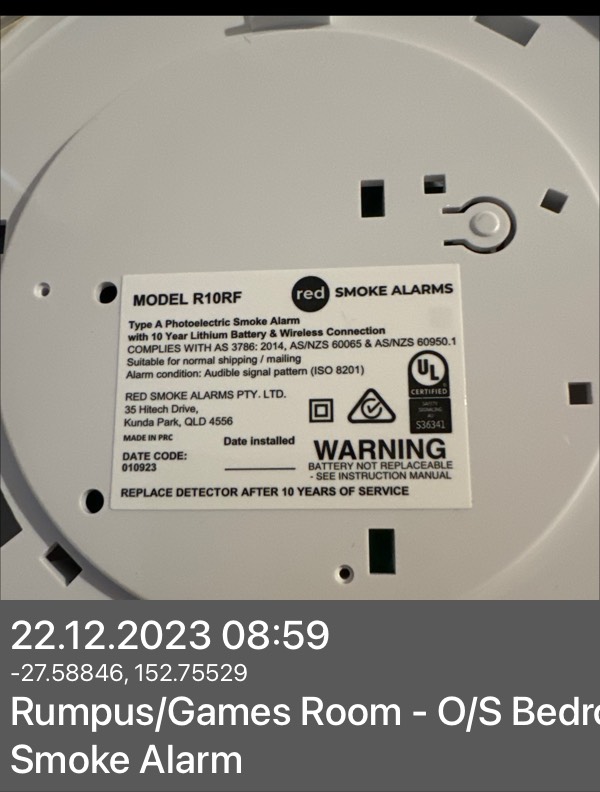 MODEL R10RF
red SMOKE ALARMS
Type A Photoelectric Smoke Alarm
with 10 Year Lithium Battery & Wireless Connection
COMPLIES WITH AS 3786: 2014, AS/NZS 60065 & AS/NZS 60950.1
Suitable for normal shipping / mailing
Alarm condition: Audible signal pattern (ISO 8201)
UL
CERTIFIED
SAFETY
SIGNALING
AU
S36341
RED SMOKE ALARMS PTY. LTD.
35 Hitech Drive,
Kunda Park, QLD 4556
MADE IN PRC
Date installed
DATE CODE:
010923
WARNING
BATTERY NOT REPLACEABLE
- SEE INSTRUCTION MANUAL
REPLACE DETECTOR AFTER 10 YEARS OF SERVICE
22.12.2023 08:59
-27.58846, 152.75529
Rumpus/Games Room - O/S
Smoke Alarm